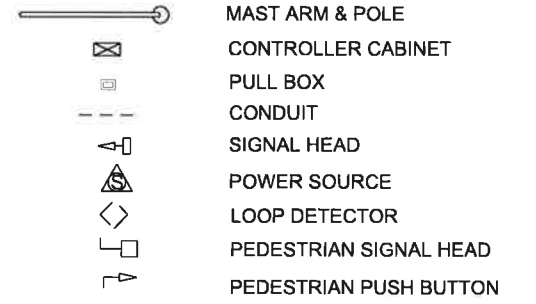 MAST ARM & POLE
CONTROLLER CABINET
PULL BOX
CONDUIT
SIGNAL HEAD
S POWER SOURCE
LOOP DETECTOR
PEDESTRIAN SIGNAL HEAD
PEDESTRIAN PUSH BUTTON